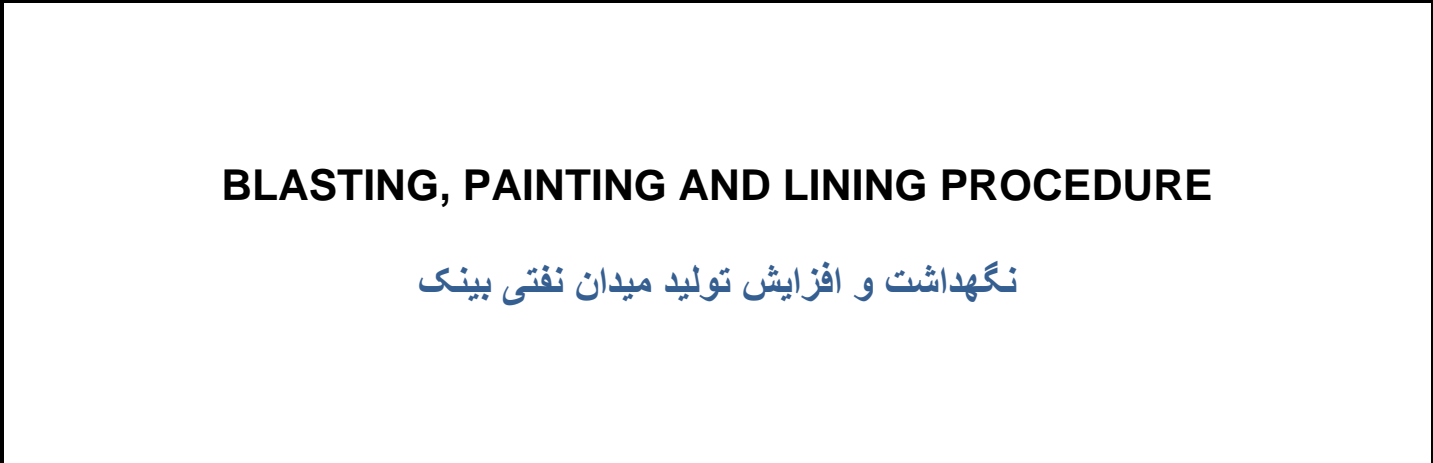 BLASTING, PAINTING AND LINING PROCEDURE
نگهداشت و افزایش تولید میدان نفتی بینک